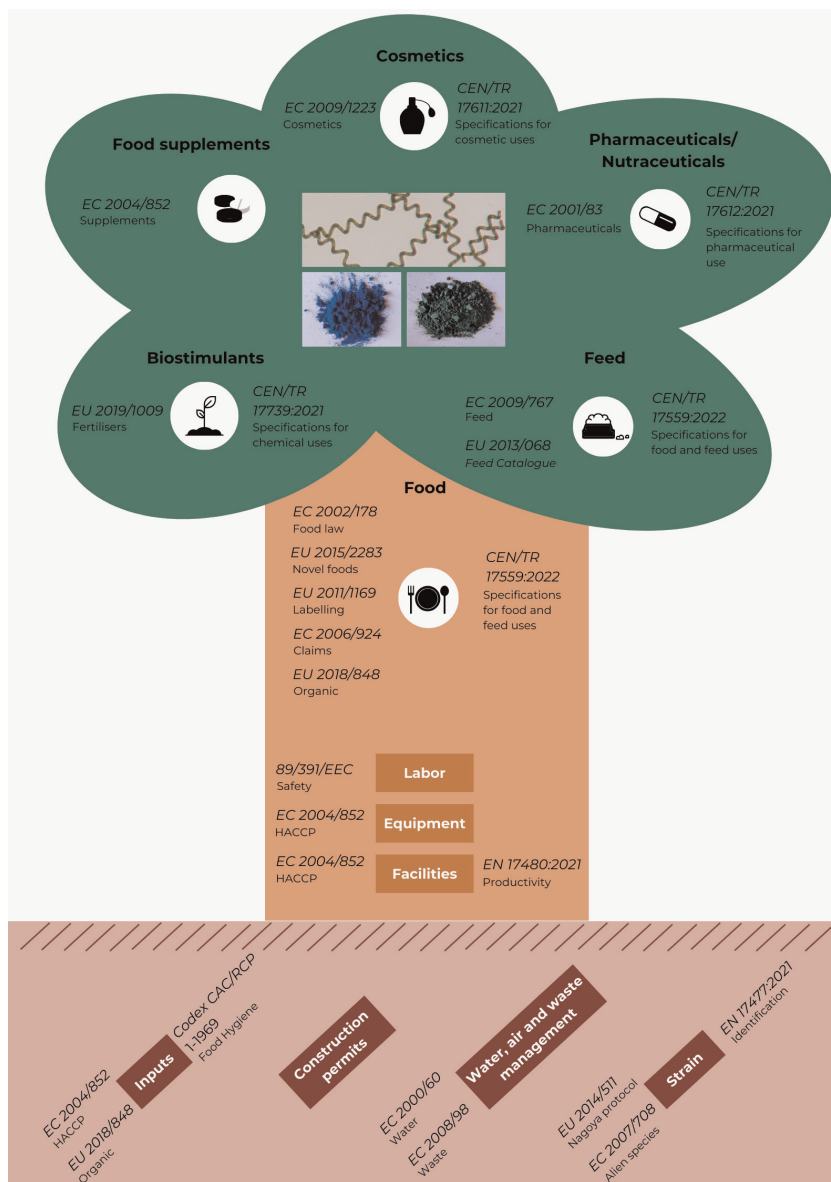 Cosmetics
EC 2009/1223
Cosmetics
CEN/TR
17611:2021
Specifications for
cosmetic uses
Food supplements
EC 2004/852
Supplements
Pharmaceuticals/
Nutraceuticals
EC 2001/83
Pharmaceuticals
CEN/TR
17612:2021
Specifications for
pharmaceutical
use
Biostimulants
EU 2019/1009
Fertilisers
CEN/TR
17739:2021
Specifications for
chemical uses
Feed
EC 2009/767
Feed
EU 2013/068
Feed Catalogue
CEN/TR
17559:2022
Specifications for
food and feed uses
Food
EC 2002/178
Food law
EU 2015/2283
Novel foods
EU 2011/1169
Labelling
EC 2006/924
Claims
EU 2018/848
Organic
CEN/TR
17559:2022
Specifications
for food and
feed uses
89/391/EEC
Safety
Labor
EC 2004/852
HACCP
Equipment
EC 2004/852
HACCP
Facilities
EN 17480:2021
Productivity
EC 2004/852
HACCP
EU 2018/848
Organic
Inputs
Codex CAC/RCP
1-1969
Food Hygiene
Construction
permits
EC 2000/60
Water
EC 2008/98
Waste
Water, air and waste
management
EU 2014/511
Nagoya protocol
EC 2007/708
Alien species
Strain
EN 17477:2021
Identification